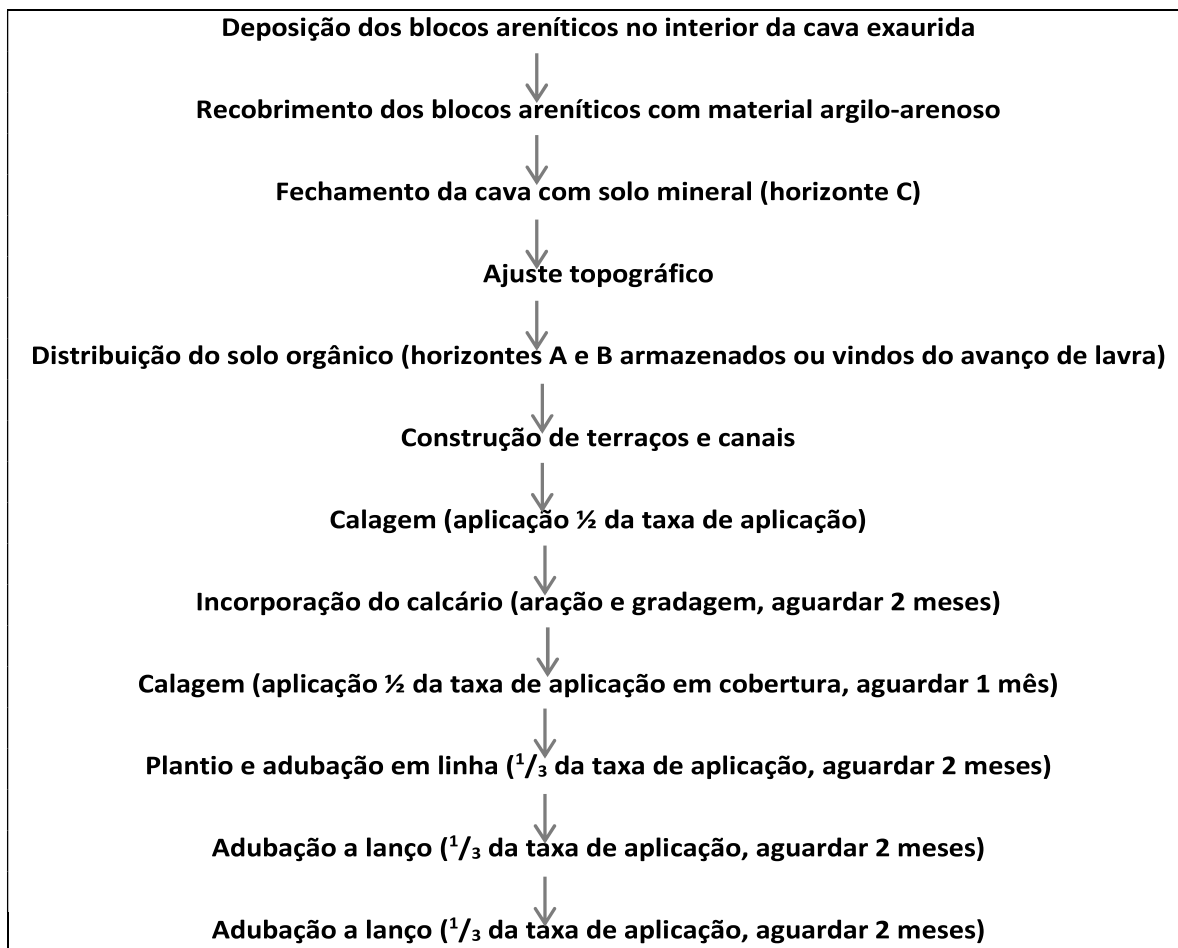 Deposição dos blocos areníticos no interior da cava exaurida
Recobrimento dos blocos areníticos com material argilo-arenoso
Fechamento da cava com solo mineral (horizonte C)
Ajuste topográfico
Distribuição do solo orgânico (horizontes A e B armazenados ou vindos do avanço de lavra)
Construção de terraços e canais
Calagem (aplicação ½ da taxa de aplicação)
Incorporação do calcário (aração e gradagem, aguardar 2 meses)
Calagem (aplicação ½ da taxa de aplicação em cobertura, aguardar 1 mês)
Plantio e adubação em linha (¹/₃ da taxa de aplicação, aguardar 2 meses)
Adubação a lanço (¹/₃ da taxa de aplicação, aguardar 2 meses)
Adubação a lanço (¹/₃ da taxa de aplicação, aguardar 2 meses)